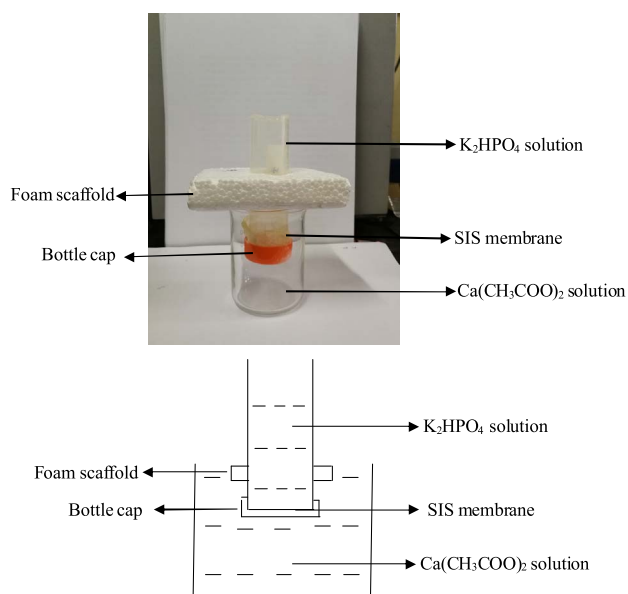 K₂HPO₄ solution
Foam scaffold
SIS membrane
Bottle cap
Ca(CH₃COO)₂ solution
K₂HPO₄ solution
Foam scaffold
Bottle cap
SIS membrane
Ca(CH₃COO)₂ solution